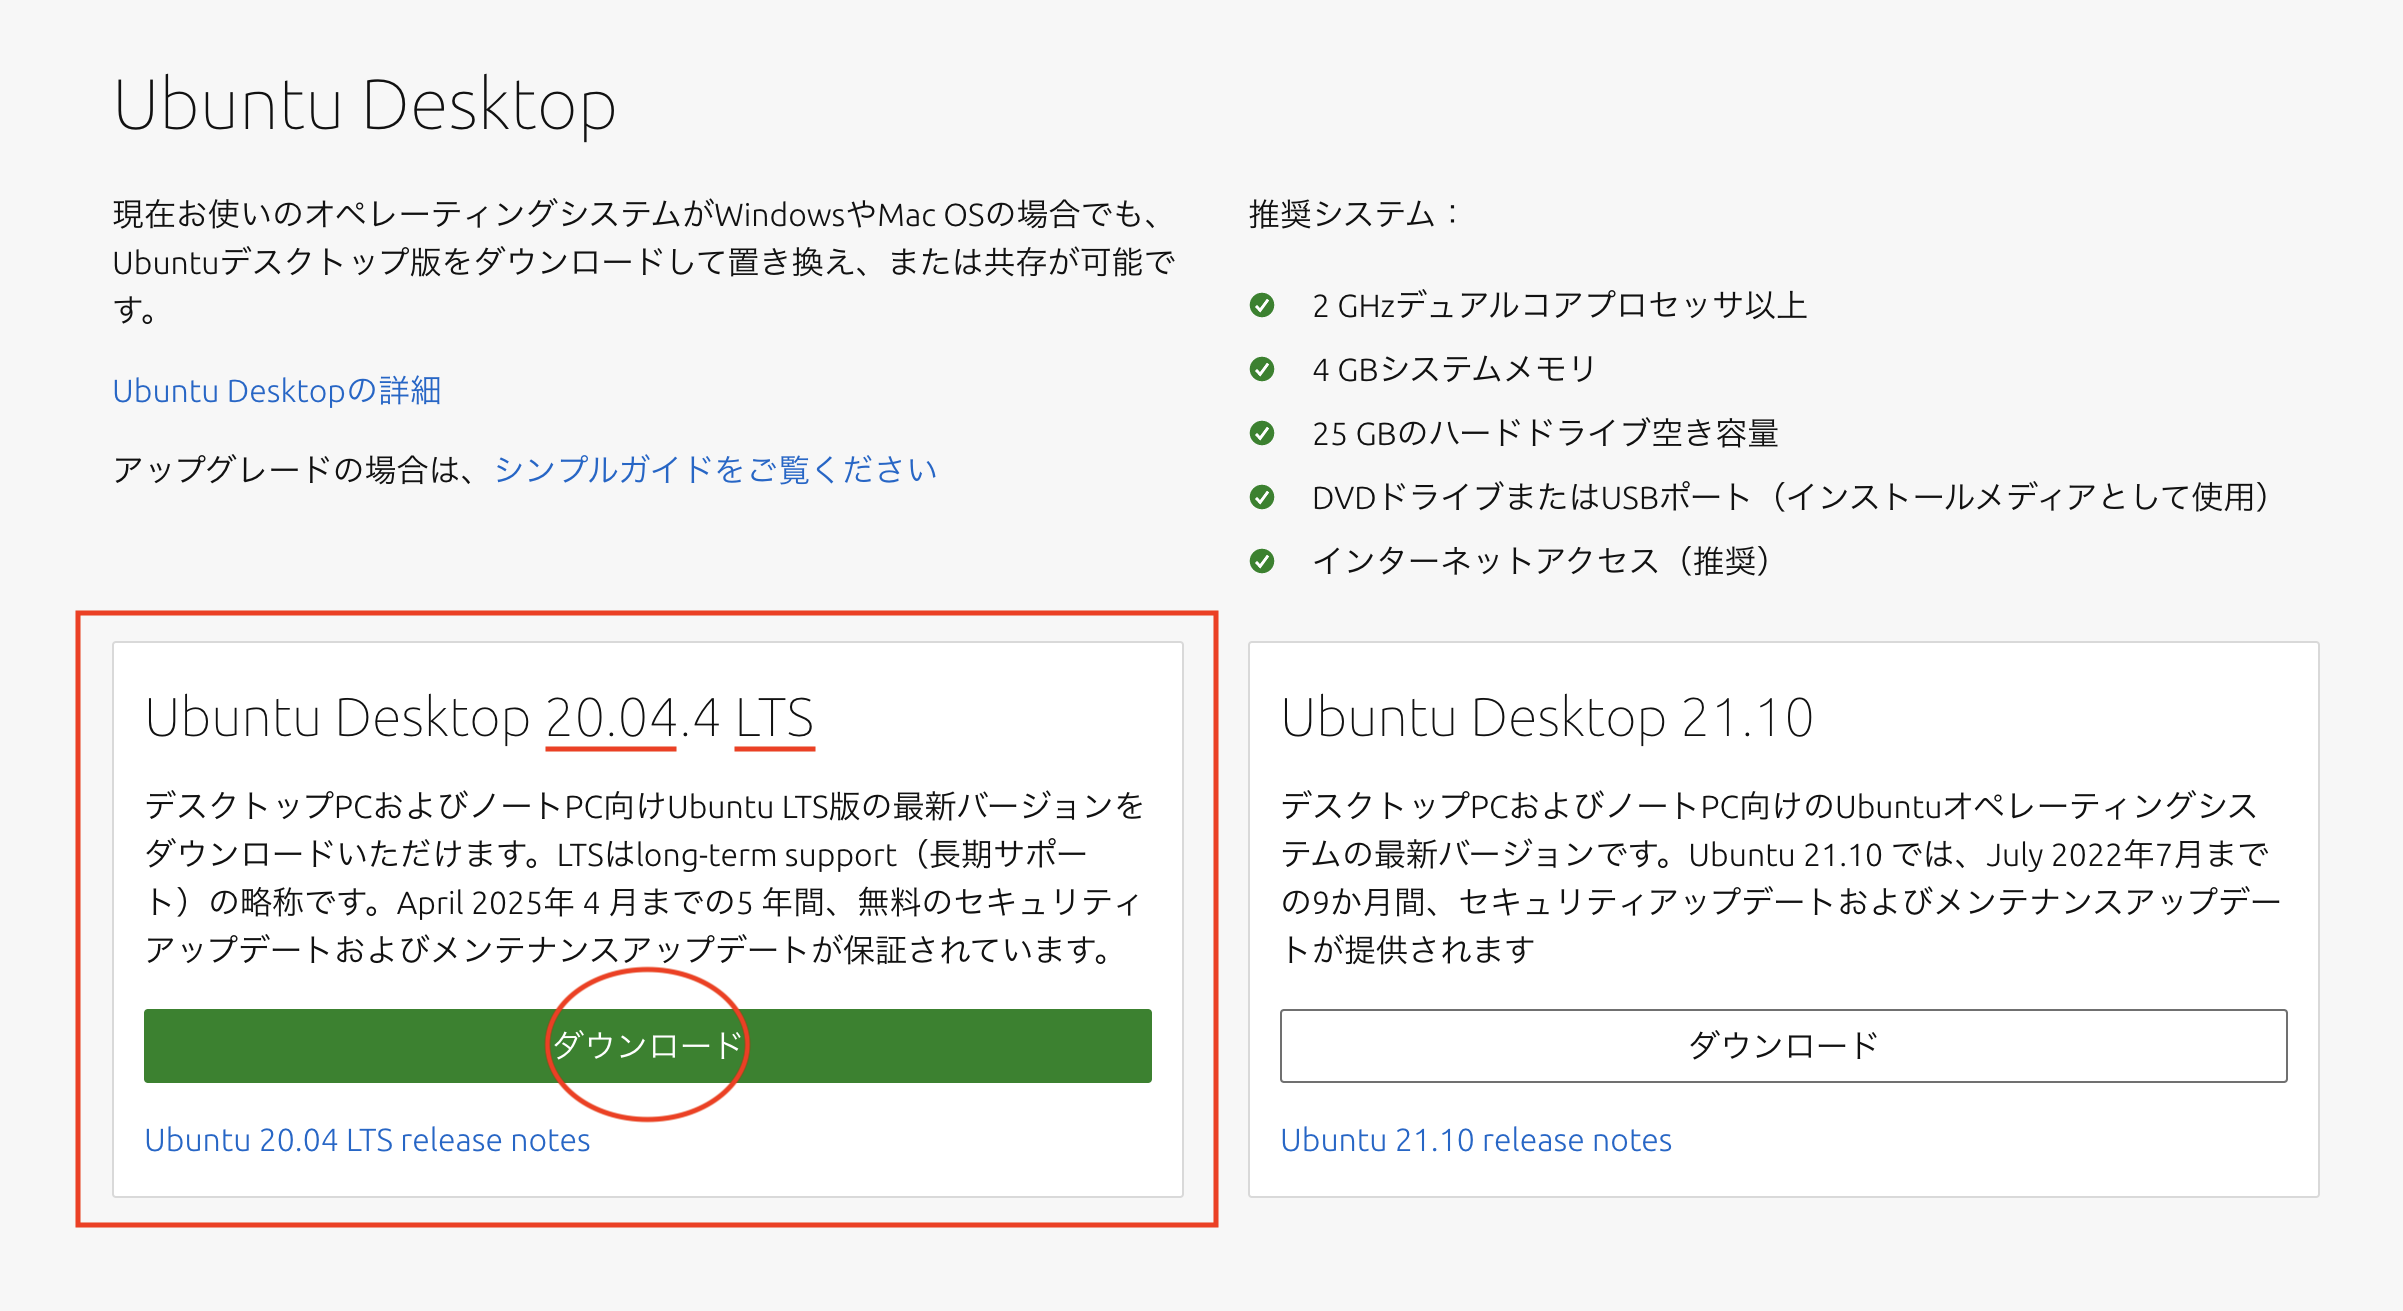 Ubuntu Desktop
現在お使いのオペレーティングシステムがWindowsやMac OSの場合でも、
Ubuntuデスクトップ版をダウンロードして置き換え、または共存が可能で
す。
Ubuntu Desktopの詳細
アップグレードの場合は、シンプルガイドをご覧ください
推奨システム：
2 GHzデュアルコアプロセッサ以上
4 GBシステムメモリ
25 GBのハードドライブ空き容量
DVDドライブまたはUSBポート（インストールメディアとして使用）
インターネットアクセス（推奨）
Ubuntu Desktop 20.04.4 LTS
デスクトップPCおよびノートPC向けUbuntu LTS版の最新バージョンを
ダウンロードいただけます。LTSはlong-term support（長期サポー
ト）の略称です。April 2025年 4 月までの5 年間、無料のセキュリティ
アップデートおよびメンテナンスアップデートが保証されています。
ダウンロード
Ubuntu 20.04 LTS release notes
Ubuntu Desktop 21.10
デスクトップPCおよびノートPC向けのUbuntuオペレーティングシス
テムの最新バージョンです。Ubuntu 21.10 では、July 2022年7月まで
の9か月間、セキュリティアップデートおよびメンテナンスアップデー
トが提供されます
ダウンロード
Ubuntu 21.10 release notes